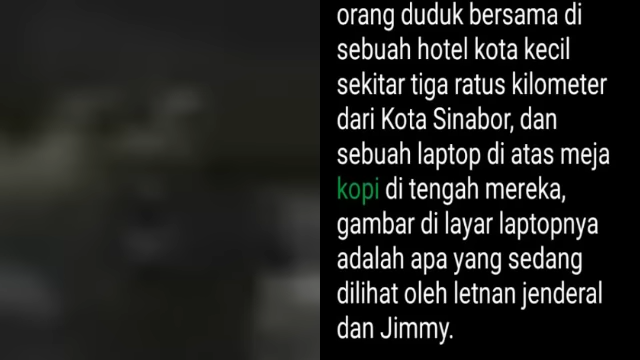 orang duduk bersama di
sebuah hotel kota kecil
sekitar tiga ratus kilometer
dari Kota Sinabor, dan
sebuah laptop di atas meja
kopi di tengah mereka,
gambar di layar laptopnya
adalah apa yang sedang
dilihat oleh letnan jenderal
dan Jimmy.